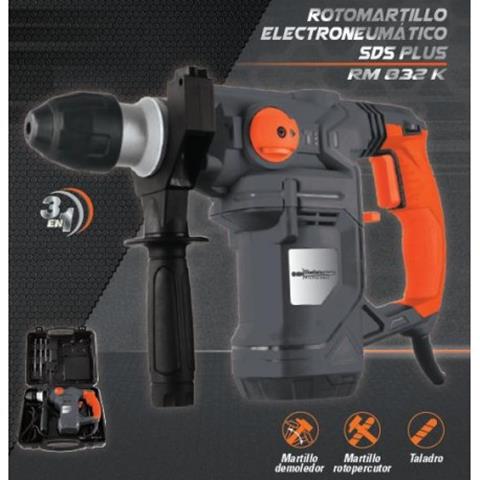 ROTOMARTILLO
ELECTRONEUMÁTICO
SDS PLUS
RM 832 K
3
EN 1
Martillo
demoledor
Martillo
rotopercutor
Taladro